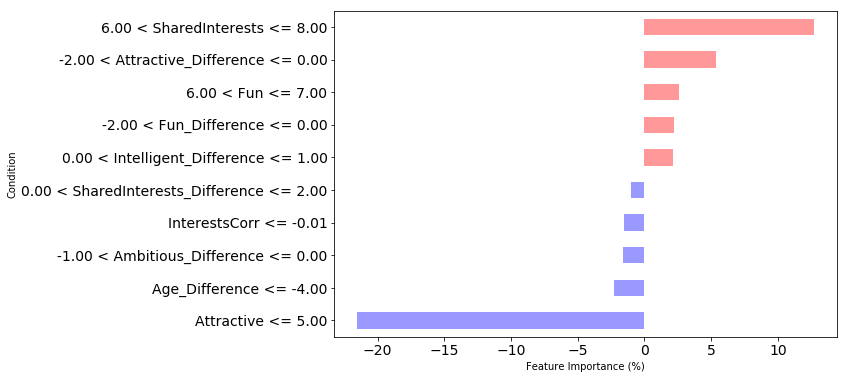 6.00 < SharedInterests <= 8.00
-2.00 < Attractive_Difference <= 0.00
6.00 < Fun <= 7.00
-2.00 < Fun_Difference <= 0.00
0.00 < Intelligent_Difference <= 1.00
0.00 < SharedInterests_Difference <= 2.00
InterestsCorr <= -0.01
-1.00 < Ambitious_Difference <= 0.00
Age_Difference <= -4.00
Attractive <= 5.00
Condition
−20 −15 −10 −5 0 5 10
Feature Importance (%)